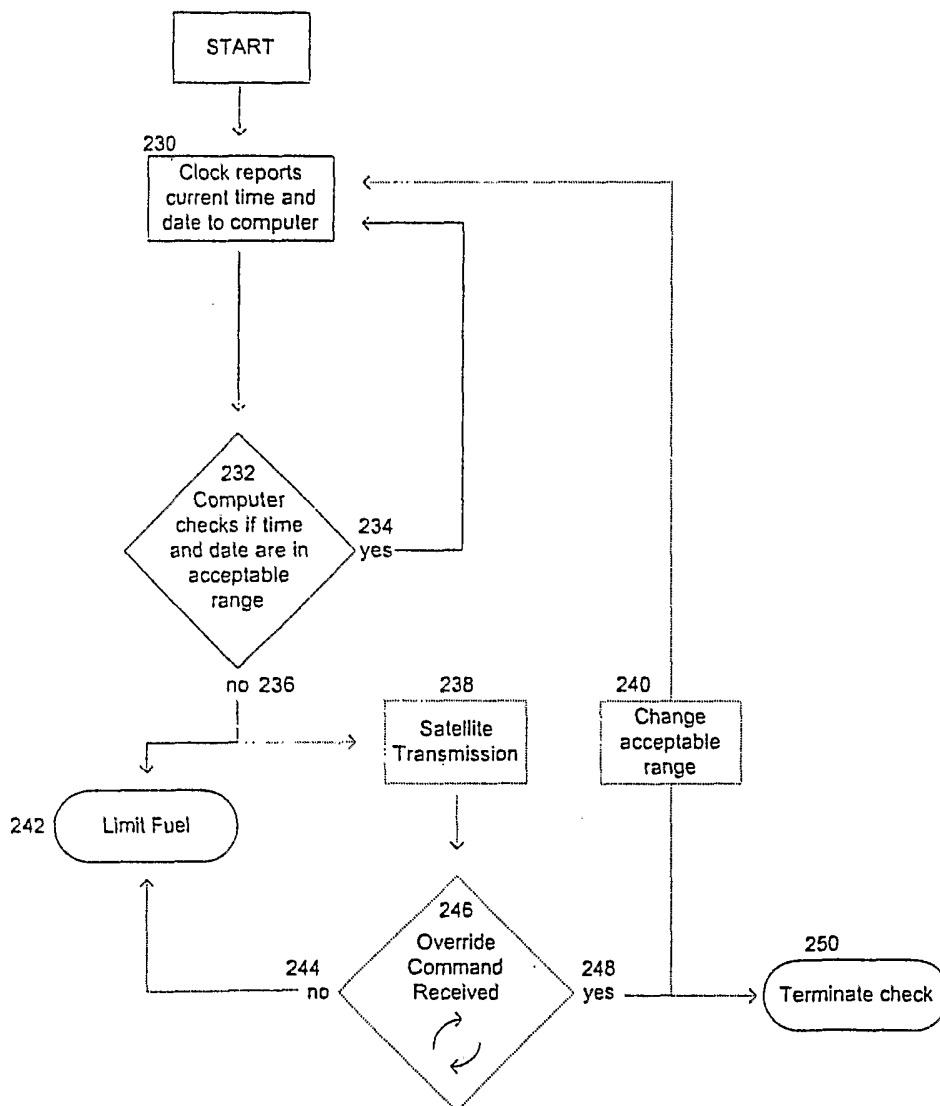 START
230
Clock reports
current time and
date to computer
232
Computer
checks if time
and date are in
acceptable
range
234
yes
no 236
238
Satellite
Transmission
240
Change
acceptable
range
242
Limit Fuel
246
Override
Command
Received
244
no
248
yes
250
Terminate check